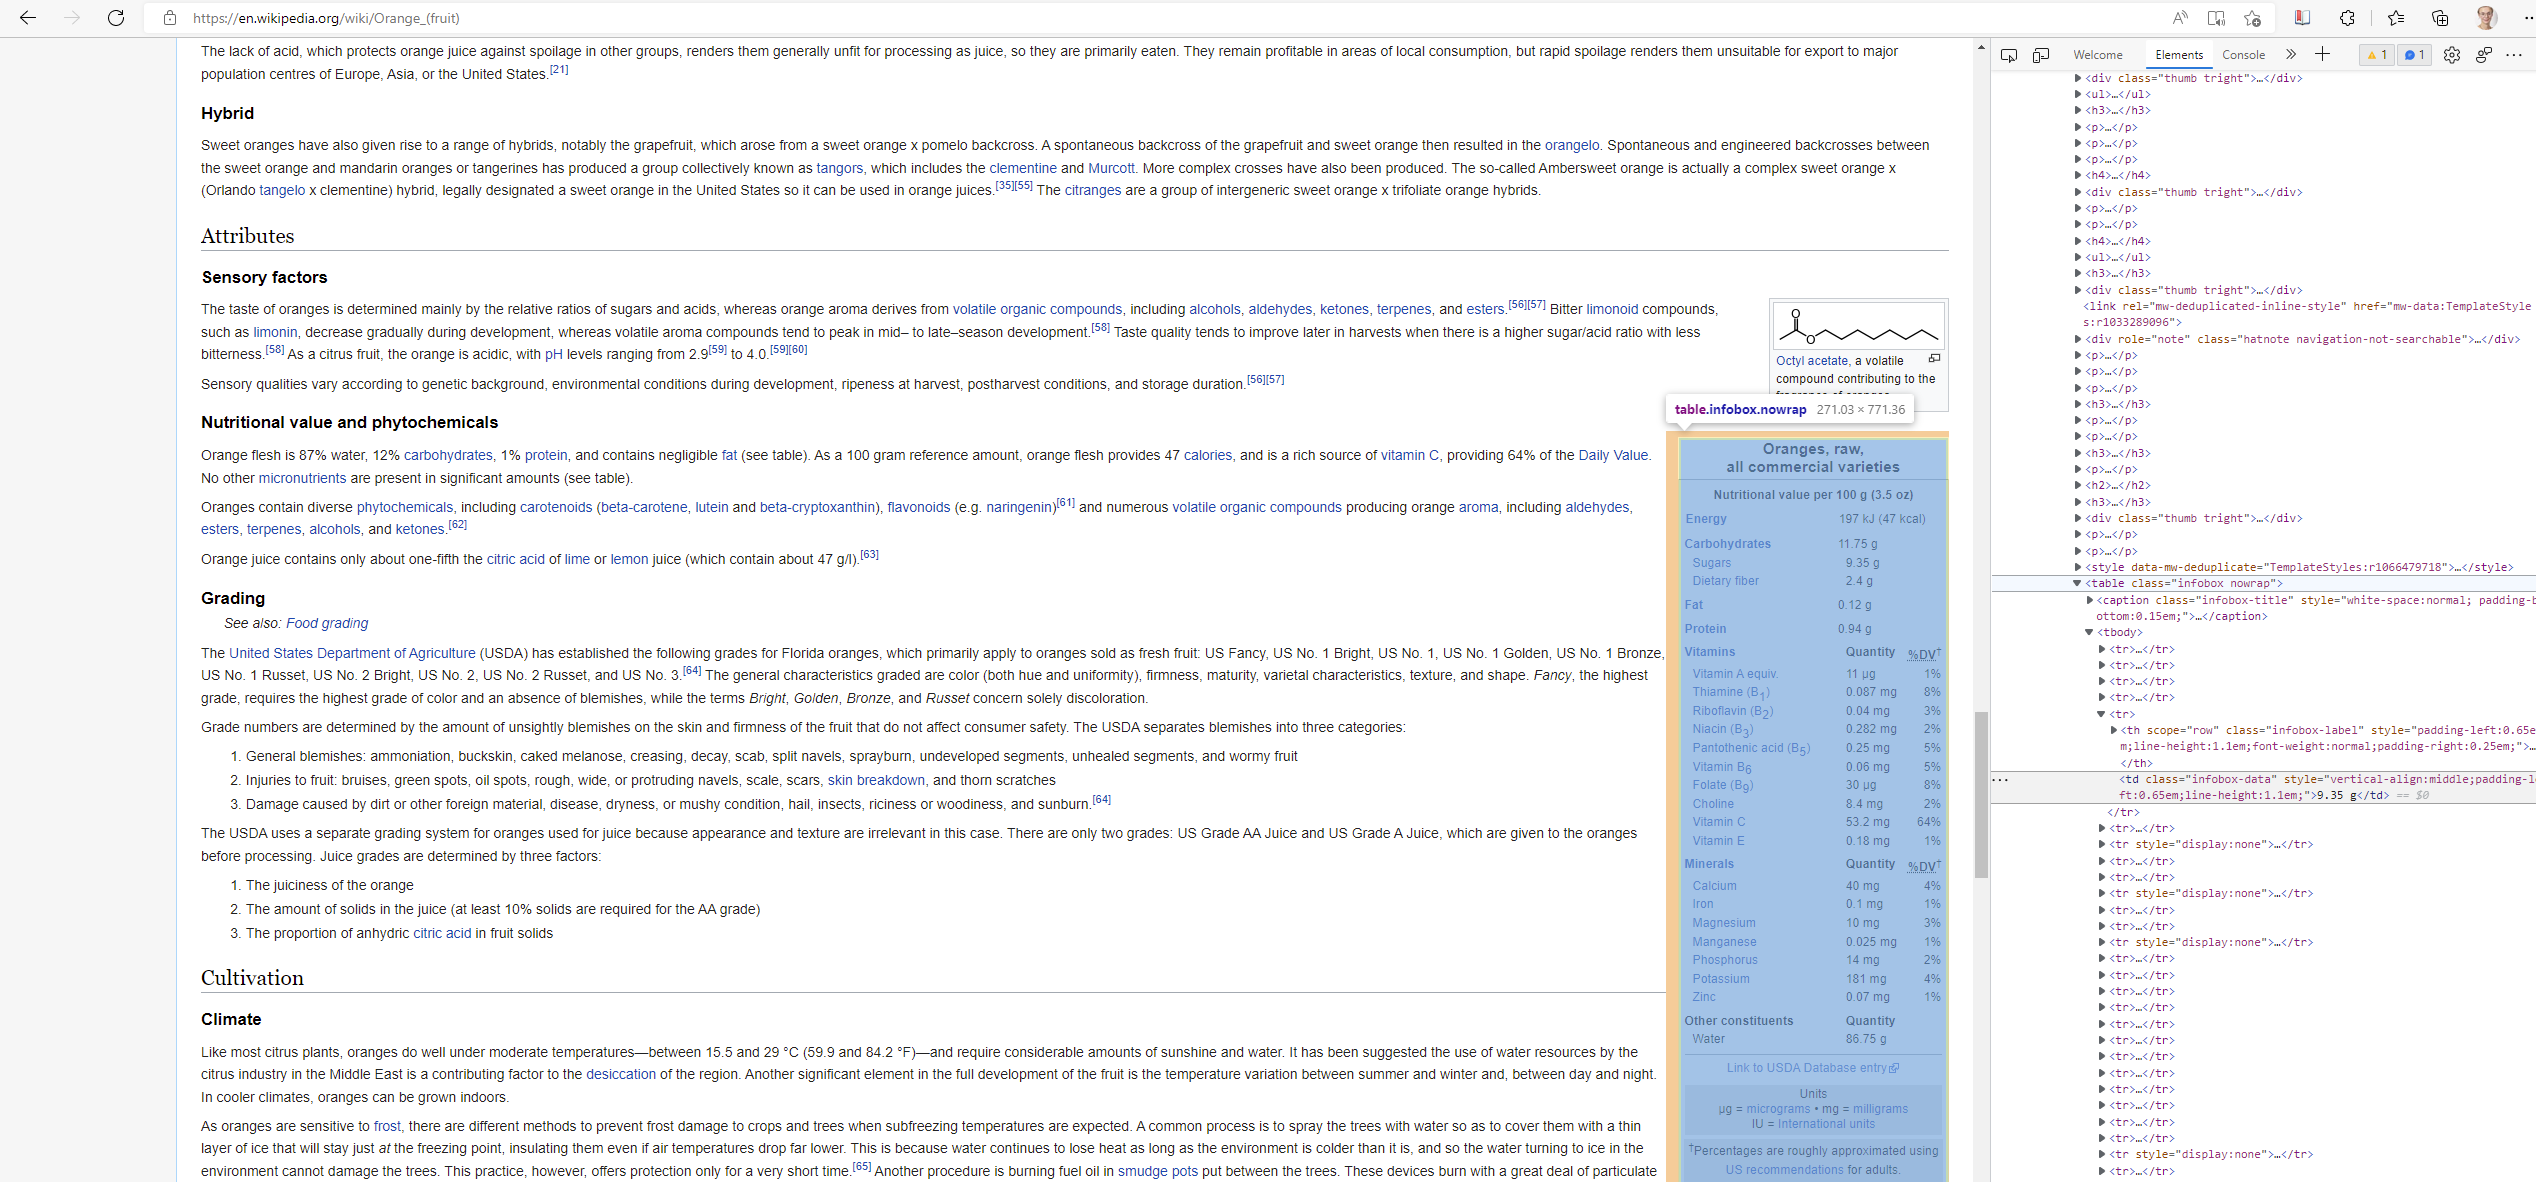 https://en.wikipedia.org/wiki/Orange_(fruit)
The lack of acid, which protects orange juice against spoilage in other groups, renders them generally unfit for processing as juice, so they are primarily eaten. They remain profitable in areas of local consumption, but rapid spoilage renders them unsuitable for export to major
population centres of Europe, Asia, or the United States.[21]
Hybrid
Sweet oranges have also given rise to a range of hybrids, notably the grapefruit, which arose from a sweet orange x pomelo backcross. A spontaneous backcross of the grapefruit and sweet orange then resulted in the orangelo. Spontaneous and engineered backcrosses between
the sweet orange and mandarin oranges or tangerines has produced a group collectively known as tangors, which includes the clementine and Murcott. More complex crosses have also been produced. The so-called Ambersweet orange is actually a complex sweet orange x
(Orlando tangelo x clementine) hybrid, legally designated a sweet orange in the United States so it can be used in orange juices.[35][55] The citranges are a group of intergeneric sweet orange x trifoliate orange hybrids.
Attributes
Sensory factors
The taste of oranges is determined mainly by the relative ratios of sugars and acids, whereas orange aroma derives from volatile organic compounds, including alcohols, aldehydes, ketones, terpenes, and esters.[56][57] Bitter limonoid compounds,
such as limonin, decrease gradually during development, whereas volatile aroma compounds tend to peak in mid– to late–season development.[58] Taste quality tends to improve later in harvests when there is a higher sugar/acid ratio with less
bitterness.[58] As a citrus fruit, the orange is acidic, with pH levels ranging from 2.9[59] to 4.0.[59][60]
Sensory qualities vary according to genetic background, environmental conditions during development, ripeness at harvest, postharvest conditions, and storage duration.[56][57]
O
O
Octyl acetate, a volatile
compound contributing to the
Nutritional value and phytochemicals
Orange flesh is 87% water, 12% carbohydrates, 1% protein, and contains negligible fat (see table). As a 100 gram reference amount, orange flesh provides 47 calories, and is a rich source of vitamin C, providing 64% of the Daily Value.
No other micronutrients are present in significant amounts (see table).
Oranges contain diverse phytochemicals, including carotenoids (beta-carotene, lutein and beta-cryptoxanthin), flavonoids (e.g. naringenin)[61] and numerous volatile organic compounds producing orange aroma, including aldehydes,
esters, terpenes, alcohols, and ketones.[62]
Orange juice contains only about one-fifth the citric acid of lime or lemon juice (which contain about 47 g/l).[63]
Grading
See also: Food grading
The United States Department of Agriculture (USDA) has established the following grades for Florida oranges, which primarily apply to oranges sold as fresh fruit: US Fancy, US No. 1 Bright, US No. 1, US No. 1 Golden, US No. 1 Bronze,
US No. 1 Russet, US No. 2 Bright, US No. 2, US No. 2 Russet, and US No. 3.[64] The general characteristics graded are color (both hue and uniformity), firmness, maturity, varietal characteristics, texture, and shape. Fancy, the highest
grade, requires the highest grade of color and an absence of blemishes, while the terms Bright, Golden, Bronze, and Russet concern solely discoloration.
Grade numbers are determined by the amount of unsightly blemishes on the skin and firmness of the fruit that do not affect consumer safety. The USDA separates blemishes into three categories:
1. General blemishes: ammoniation, buckskin, caked melanose, creasing, decay, scab, split navels, sprayburn, undeveloped segments, unhealed segments, and wormy fruit
2. Injuries to fruit: bruises, green spots, oil spots, rough, wide, or protruding navels, scale, scars, skin breakdown, and thorn scratches
3. Damage caused by dirt or other foreign material, disease, dryness, or mushy condition, hail, insects, riciness or woodiness, and sunburn.[64]
The USDA uses a separate grading system for oranges used for juice because appearance and texture are irrelevant in this case. There are only two grades: US Grade AA Juice and US Grade A Juice, which are given to the oranges
before processing. Juice grades are determined by three factors:
1. The juiciness of the orange
2. The amount of solids in the juice (at least 10% solids are required for the AA grade)
3. The proportion of anhydric citric acid in fruit solids
Cultivation
Climate
Like most citrus plants, oranges do well under moderate temperatures—between 15.5 and 29 °C (59.9 and 84.2 °F)—and require considerable amounts of sunshine and water. It has been suggested the use of water resources by the
citrus industry in the Middle East is a contributing factor to the desiccation of the region. Another significant element in the full development of the fruit is the temperature variation between summer and winter and, between day and night.
In cooler climates, oranges can be grown indoors.
As oranges are sensitive to frost, there are different methods to prevent frost damage to crops and trees when subfreezing temperatures are expected. A common process is to spray the trees with water so as to cover them with a thin
layer of ice that will stay just at the freezing point, insulating them even if air temperatures drop far lower. This is because water continues to lose heat as long as the environment is colder than it is, and so the water turning to ice in the
environment cannot damage the trees. This practice, however, offers protection only for a very short time.[65] Another procedure is burning fuel oil in smudge pots put between the trees. These devices burn with a great deal of particulate
table.infobox.nowrap 271.03 × 771.36
Oranges, raw,
all commercial varieties
Nutritional value per 100 g (3.5 oz)
Energy 197 kJ (47 kcal)
Carbohydrates 11.75 g
Sugars 9.35 g
Dietary fiber 2.4 g
Fat 0.12 g
Protein 0.94 g
Vitamins Quantity %DV†
Vitamin A equiv. 11 μg 1%
Thiamine (B1) 0.087 mg 8%
Riboflavin (B2) 0.04 mg 3%
Niacin (B3) 0.282 mg 2%
Pantothenic acid (B5) 0.25 mg 5%
Vitamin B6 0.06 mg 5%
Folate (B9) 30 μg 8%
Choline 8.4 mg 2%
Vitamin C 53.2 mg 64%
Vitamin E 0.18 mg 1%
Minerals Quantity %DV†
Calcium 40 mg 4%
Iron 0.1 mg 1%
Magnesium 10 mg 3%
Manganese 0.025 mg 1%
Phosphorus 14 mg 2%
Potassium 181 mg 4%
Zinc 0.07 mg 1%
Other constituents Quantity
Water 86.75 g
Link to USDA Database entry
Units
μg = micrograms • mg = milligrams
IU = International units
†Percentages are roughly approximated using
US recommendations for adults.
Welcome Elements Console 1 1
<div class="thumb tright">…</div>
<ul>…</ul>
<h3>…</h3>
<p>…</p>
<p>…</p>
<p>…</p>
<h4>…</h4>
<div class="thumb tright">…</div>
<p>…</p>
<p>…</p>
<h4>…</h4>
<ul>…</ul>
<h3>…</h3>
<div class="thumb tright">…</div>
<link rel="mw-deduplicated-inline-style" href="mw-data:TemplateStyle
s:r1033289096">
<div role="note" class="hatnote navigation-not-searchable">…</div>
<p>…</p>
<p>…</p>
<p>…</p>
<h3>…</h3>
<p>…</p>
<p>…</p>
<h3>…</h3>
<p>…</p>
<h2>…</h2>
<h3>…</h3>
<div class="thumb tright">…</div>
<p>…</p>
<p>…</p>
<style data-mw-deduplicate="TemplateStyles:r1066479718">…</style>
<table class="infobox nowrap">
<caption class="infobox-title" style="white-space:normal; padding-b
ottom:0.15em;">…</caption>
<tbody>
<tr>…</tr>
<tr>…</tr>
<tr>…</tr>
<tr>…</tr>
<tr>
<th scope="row" class="infobox-label" style="padding-left:0.65e
m;line-height:1.1em;font-weight:normal;padding-right:0.25em;">…
</th>
<td class="infobox-data" style="vertical-align:middle;padding-l
ft:0.65em;line-height:1.1em;">9.35 g</td> == $0
</tr>
<tr>…</tr>
<tr style="display:none">…</tr>
<tr>…</tr>
<tr>…</tr>
<tr style="display:none">…</tr>
<tr>…</tr>
<tr>…</tr>
<tr style="display:none">…</tr>
<tr>…</tr>
<tr>…</tr>
<tr>…</tr>
<tr>…</tr>
<tr>…</tr>
<tr>…</tr>
<tr>…</tr>
<tr>…</tr>
<tr>…</tr>
<tr>…</tr>
<tr>…</tr>
<tr>…</tr>
<tr style="display:none">…</tr>
<tr>…</tr>